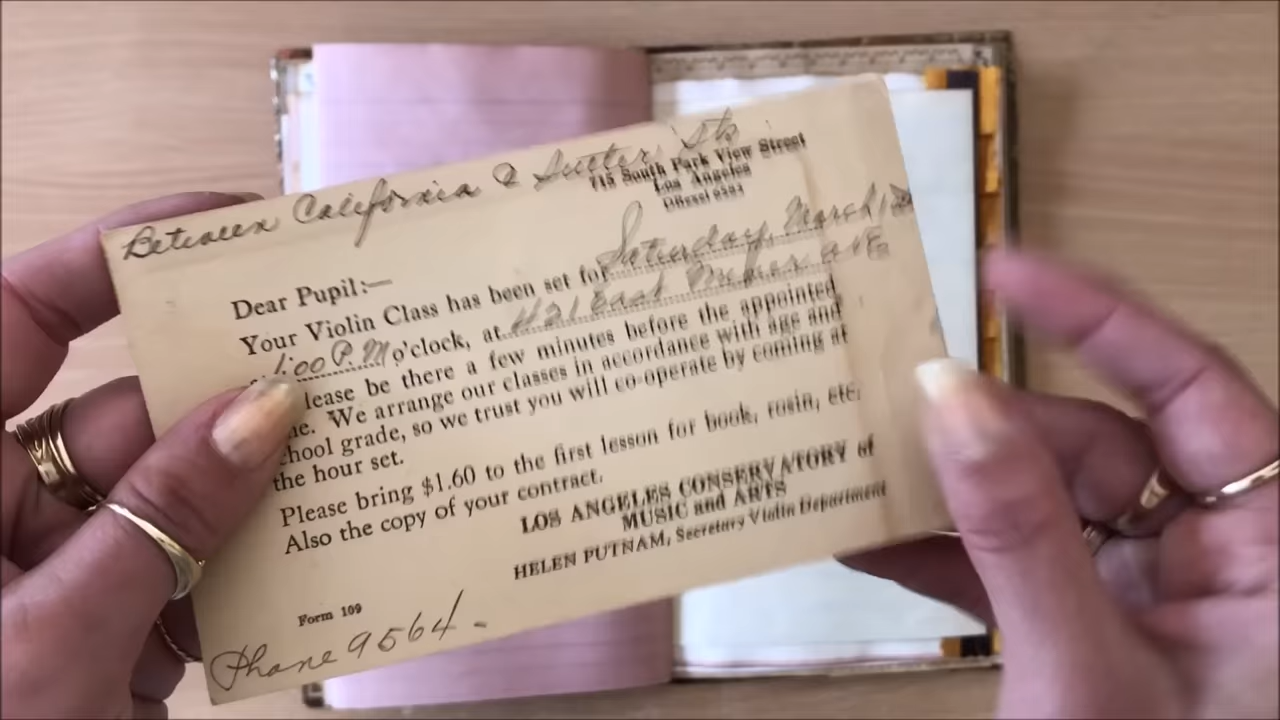 Between California & Sutter Sts
715 South Park View Street
Los Angeles
DRexel
Saturday, March
Dear Pupil:—
Your Violin Class has been set for
1:00 P.M o'clock, at 1121 East
lease be there a few minutes before the appointed
We arrange our classes in accordance with age and
chool grade, so we trust you will co-operate by coming at
the hour set.
Please bring $1.60 to the first lesson for book, rosin, etc.
Also the copy of your contract.
LOS ANGELES CONSERVATORY of
MUSIC and ARTS
HELEN PUTNAM, Secretary Violin Department
Form 109
Phone 9564.